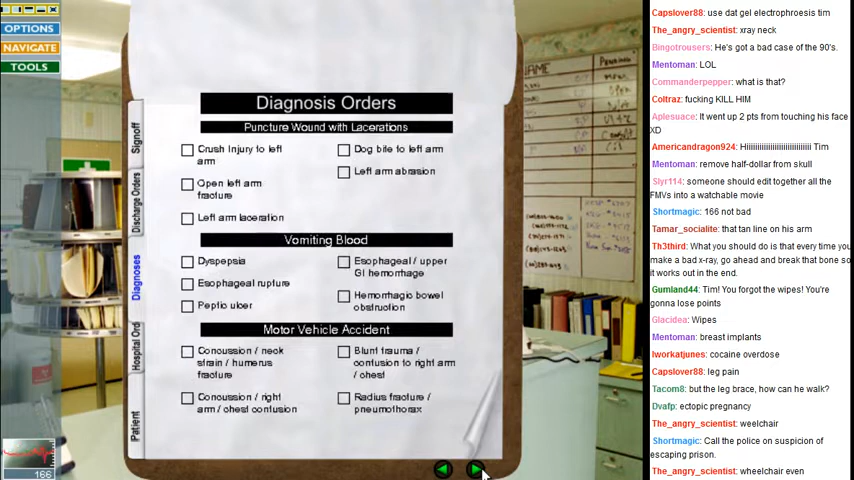 OPTIONS
NAVIGATE
TOOLS
Diagnosis Orders
Puncture Wound with Lacerations
Crush Injury to left
arm
Dog bite to left arm
Left arm abrasion
Open left arm
fracture
Left arm laceration
Vomiting Blood
Dyspepsia
Esophageal rupture
Peptic ulcer
Esophageal / upper
GI hemorrhage
Hemorrhagic bowel
obstruction
Motor Vehicle Accident
Concussion / neck
strain / humerus
fracture
Blunt trauma /
contusion to right arm
/ chest
Concussion / right
arm / chest contusion
Radius fracture /
pneumothorax
Signoff
Discharge Orders
Diagnoses
Hospital Ord
Patient
166
Capslover88: use dat gel electrophroesis tim
The_angry_scientist: xray neck
Bingotrousers: He's got a bad case of the 90's.
Mentoman: LOL
Commanderpepper: what is that?
Coltraz: fucking KILL HIM
Aplesuace: It went up 2 pts from touching his face
XD
Americandragon924: Hiiiiiiiiiiiiiiiiiiiiiiiiiii Tim
Mentoman: remove half-dollar from skull
Slyr114: someone should edit together all the
FMVs into a watchable movie
Shortmagic: 166 not bad
Tamar_socialite: that tan line on his arm
Th3third: What you should do is that every time you
make a bad x-ray, go ahead and break that bone so
it works out in the end.
Gumland44: Tim! You forgot the wipes! You're
gonna lose points
Glacidea: Wipes
Mentoman: breast implants
Iworkatjunes: cocaine overdose
Capslover88: leg pain
Tacom8: but the leg brace, how can he walk?
Dvafp: ectopic pregnancy
The_angry_scientist: weelchair
Shortmagic: Call the police on suspicion of
escaping prison.
The_angry_scientist: wheelchair even